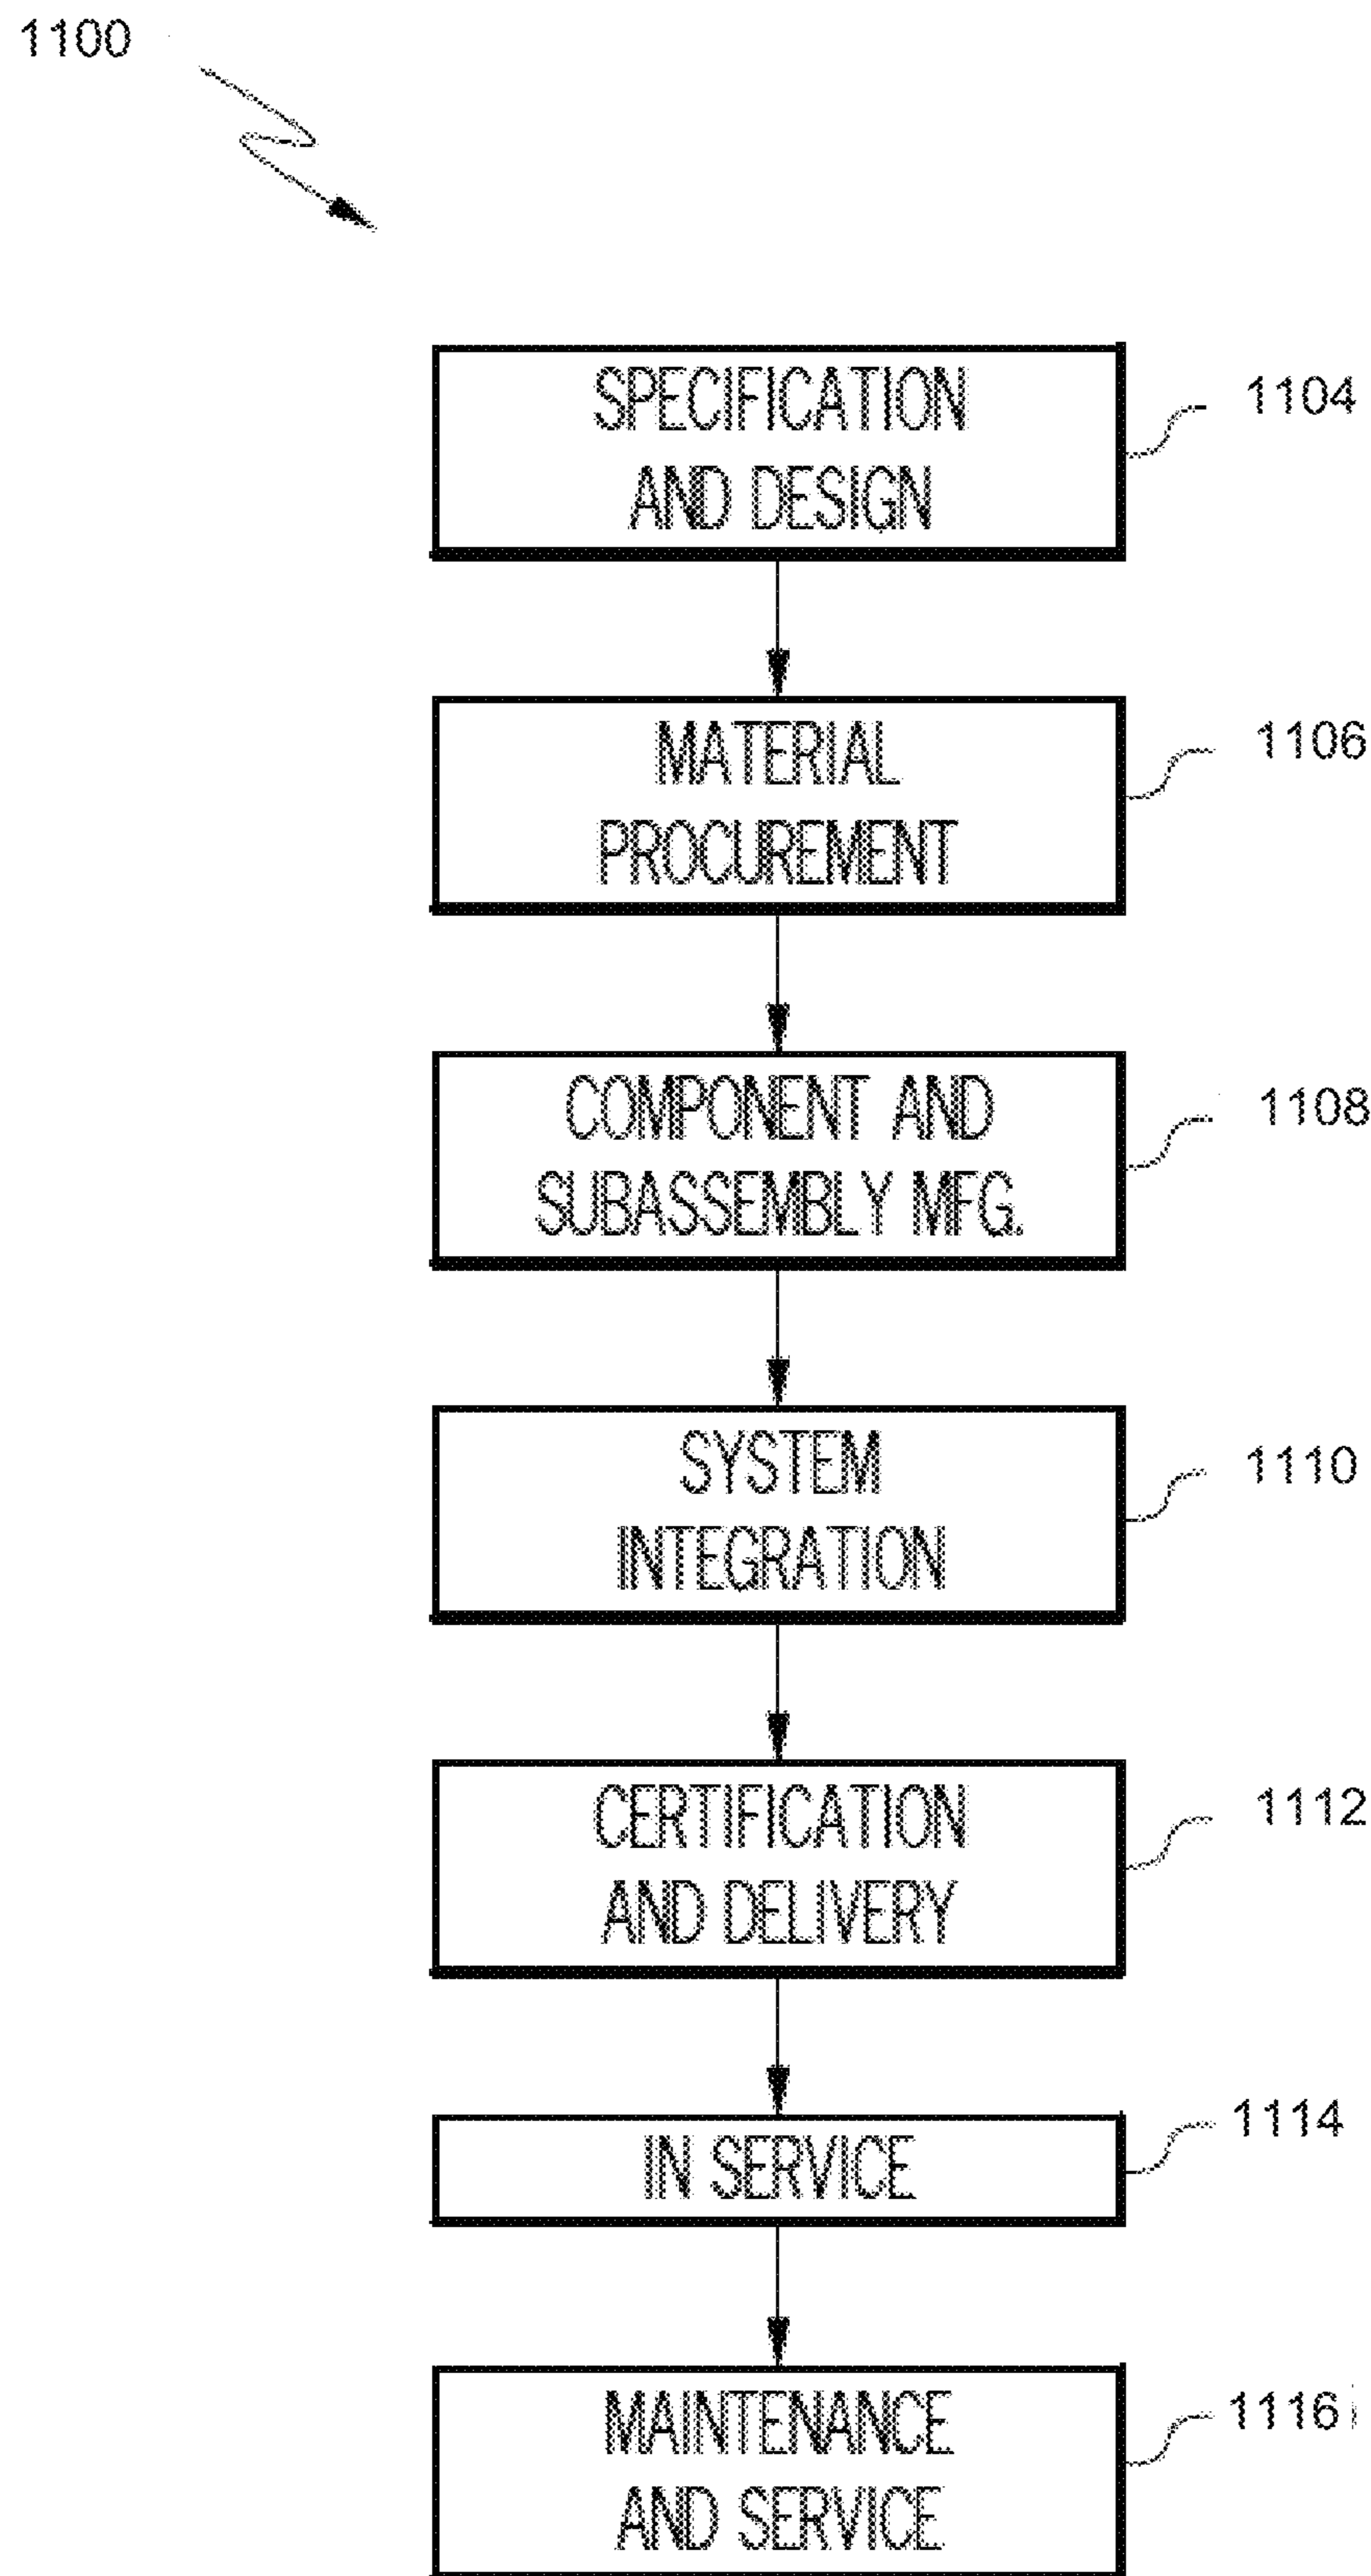 1100
SPECIFICATION
AND DESIGN
1104
MATERIAL
PROCUREMENT
1106
COMPONENT AND
SUBASSEMBLY MFG.
1108
SYSTEM
INTEGRATION
1110
CERTIFICATION
AND DELIVERY
1112
IN SERVICE
1114
MAINTENANCE
AND SERVICE
1116